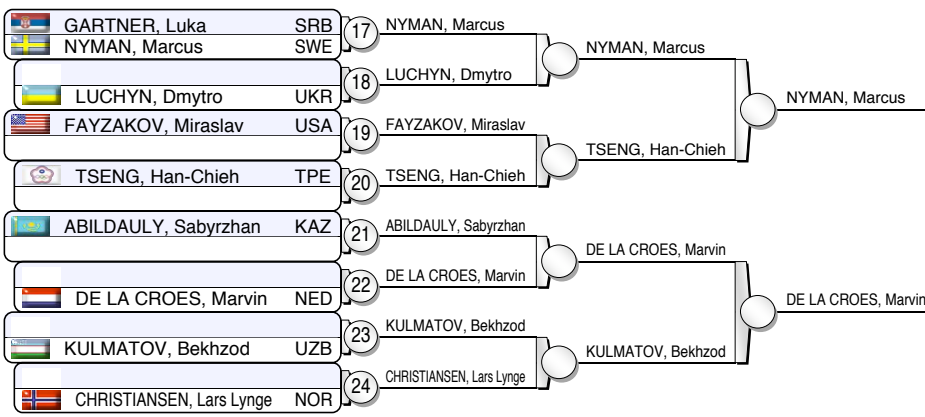 GARTNER, Luka SRB
NYMAN, Marcus SWE
17 NYMAN, Marcus
NYMAN, Marcus
LUCHYN, Dmytro UKR
18 LUCHYN, Dmytro
NYMAN, Marcus
FAYZAKOV, Miraslav USA
19 FAYZAKOV, Miraslav
TSENG, Han-Chieh
TSENG, Han-Chieh TPE
20 TSENG, Han-Chieh
ABILDAULY, Sabyrzhan KAZ
21 ABILDAULY, Sabyrzhan
DE LA CROES, Marvin
DE LA CROES, Marvin NED
22 DE LA CROES, Marvin
DE LA CROES, Marvin
KULMATOV, Bekhzod UZB
23 KULMATOV, Bekhzod
KULMATOV, Bekhzod
CHRISTIANSEN, Lars Lynge NOR
24 CHRISTIANSEN, Lars Lynge